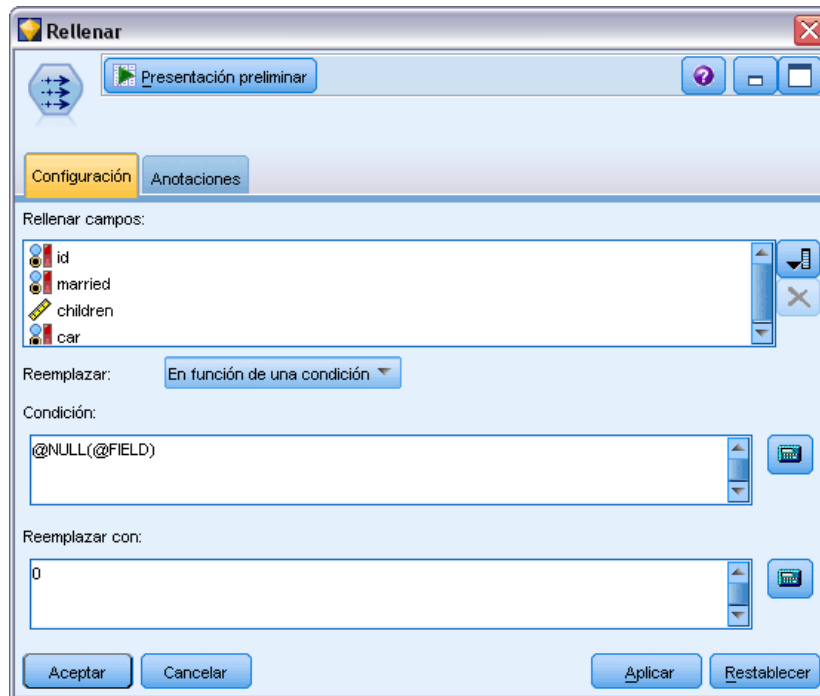 Rellenar
Presentación preliminar
?
Configuración
Anotaciones
Rellenar campos:
id
married
children
car
Reemplazar:
En función de una condición
Condición:
@NULL(@FIELD)
Reemplazar con:
0
Aceptar
Cancelar
Aplicar
Restablecer